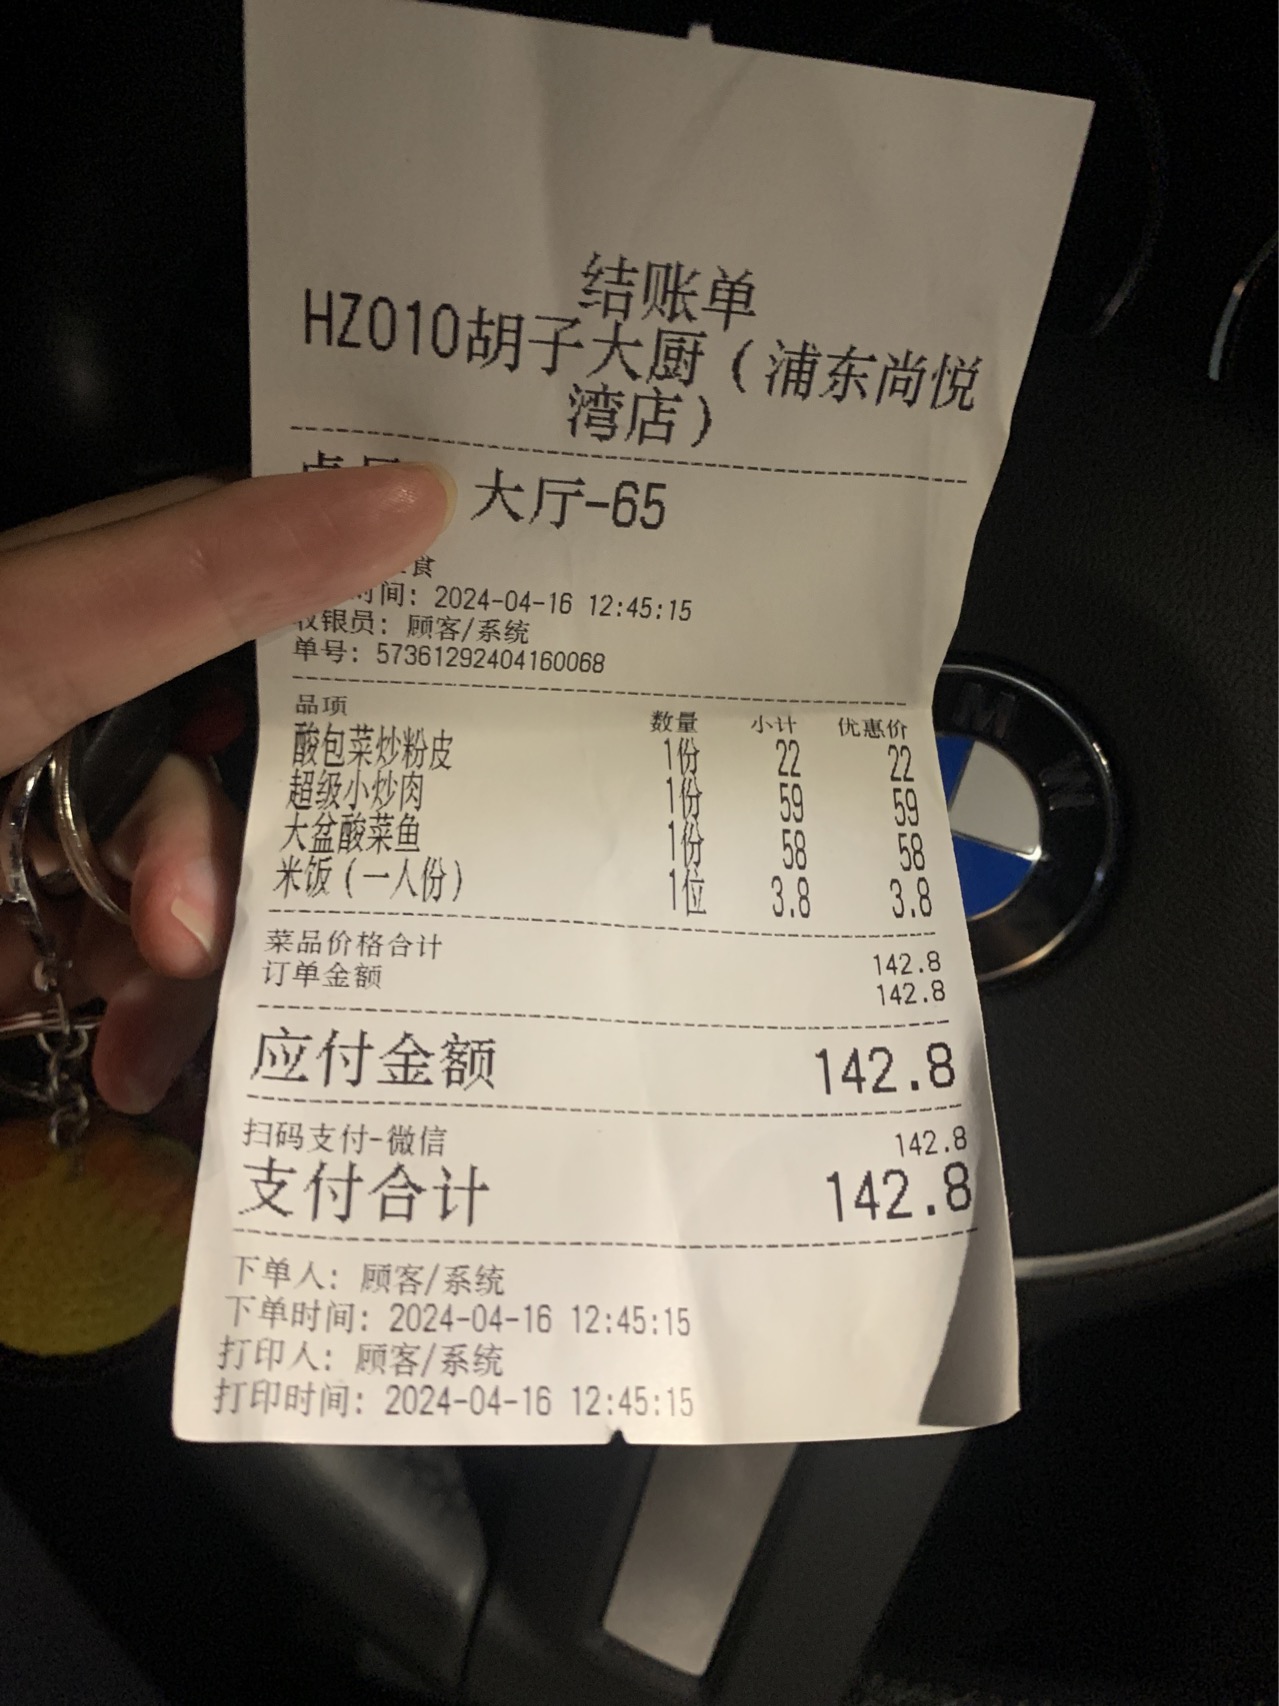 结账单
HZ010胡子大厨（浦东尚悦
湾店）
大厅-65
食
时间: 2024-04-16 12:45:15
收银员: 顾客/系统
单号: 57361292404160068
品项 数量 小计 优惠价
酸包菜炒粉皮 1份 22 22
超级小炒肉 1份 59 59
大盆酸菜鱼 1份 58 58
米饭（一人份） 1位 3.8 3.8
菜品价格合计 142.8
订单金额 142.8
应付金额 142.8
扫码支付-微信 142.8
支付合计 142.8
下单人: 顾客/系统
下单时间: 2024-04-16 12:45:15
打印人: 顾客/系统
打印时间: 2024-04-16 12:45:15
M W